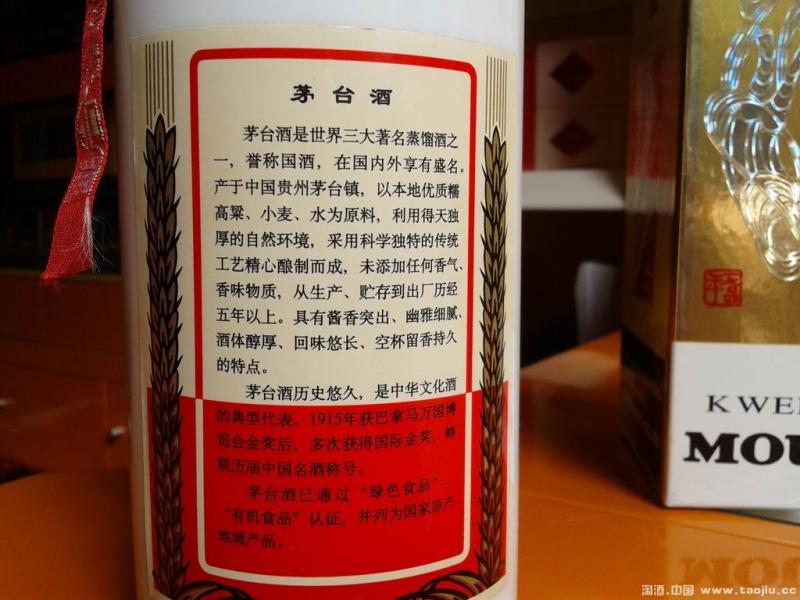 茅台酒
茅台酒是世界三大著名蒸馏酒之
一，誉称国酒，在国内外享有盛名。
产于中国贵州茅台镇，以本地优质糯
高粱、小麦、水为原料，利用得天独
厚的自然环境，采用科学独特的传统
工艺精心酿制而成，未添加任何香气、
香味物质，从生产、贮存到出厂历经
五年以上。具有酱香突出、幽雅细腻、
酒体醇厚、回味悠长、空杯留香持久
的特点。
茅台酒历史悠久，是中华文化酒
的典型代表。1915年获巴拿马万国博
览会金奖后，多次获得国际金奖，蝉
联历届中国名酒称号。
茅台酒已通过“绿色食品”、
“有机食品”认证，并列为国家原产
地域产品。
KWEI
MOU
淘酒.中国 www.taojiu.cc